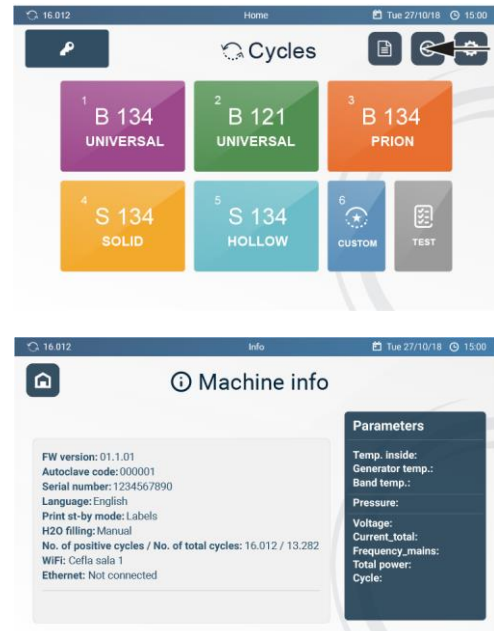 16.012 Home Tue 27/10/18 15:00
Cycles
1
B 134
UNIVERSAL
2
B 121
UNIVERSAL
3
B 134
PRION
4
S 134
SOLID
5
S 134
HOLLOW
6
CUSTOM
TEST
16.012 Info Tue 27/10/18 15:00
Machine info
FW version: 01.1.01
Autoclave code: 000001
Serial number: 1234567890
Language: English
Print st-by mode: Labels
H2O filling: Manual
No. of positive cycles / No. of total cycles: 16.012 / 13.282
WiFi: Cefla sala 1
Ethernet: Not connected
Parameters
Temp. inside:
Generator temp.:
Band temp.:
Pressure:
Voltage:
Current_total:
Frequency_mains:
Total power:
Cycle: